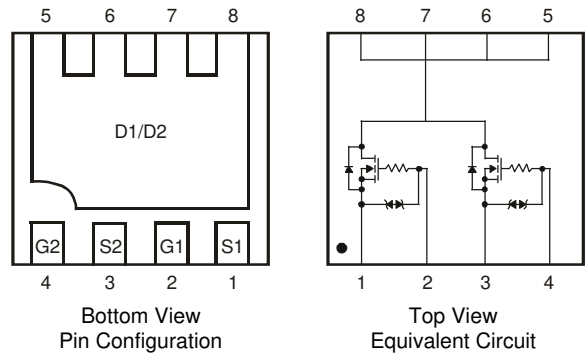 5 6 7 8
D1/D2
G2 S2 G1 S1
4 3 2 1
Bottom View
Pin Configuration
8 7 6 5
1 2 3 4
Top View
Equivalent Circuit